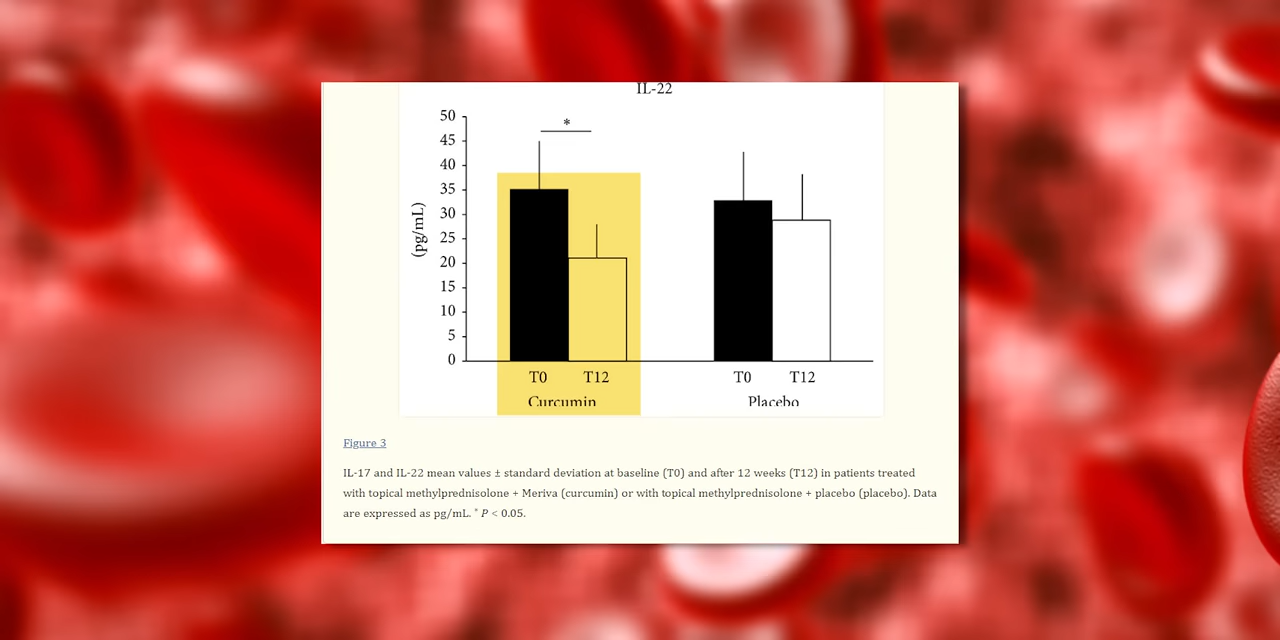 IL-22
50
45
40
35
30
25
20
15
10
5
0
(pg/mL)
*
T0 T12 T0 T12
Curcumin Placebo
Figure 3
IL-17 and IL-22 mean values ± standard deviation at baseline (T0) and after 12 weeks (T12) in patients treated
with topical methylprednisolone + Meriva (curcumin) or with topical methylprednisolone + placebo (placebo). Data
are expressed as pg/mL. * P < 0.05.